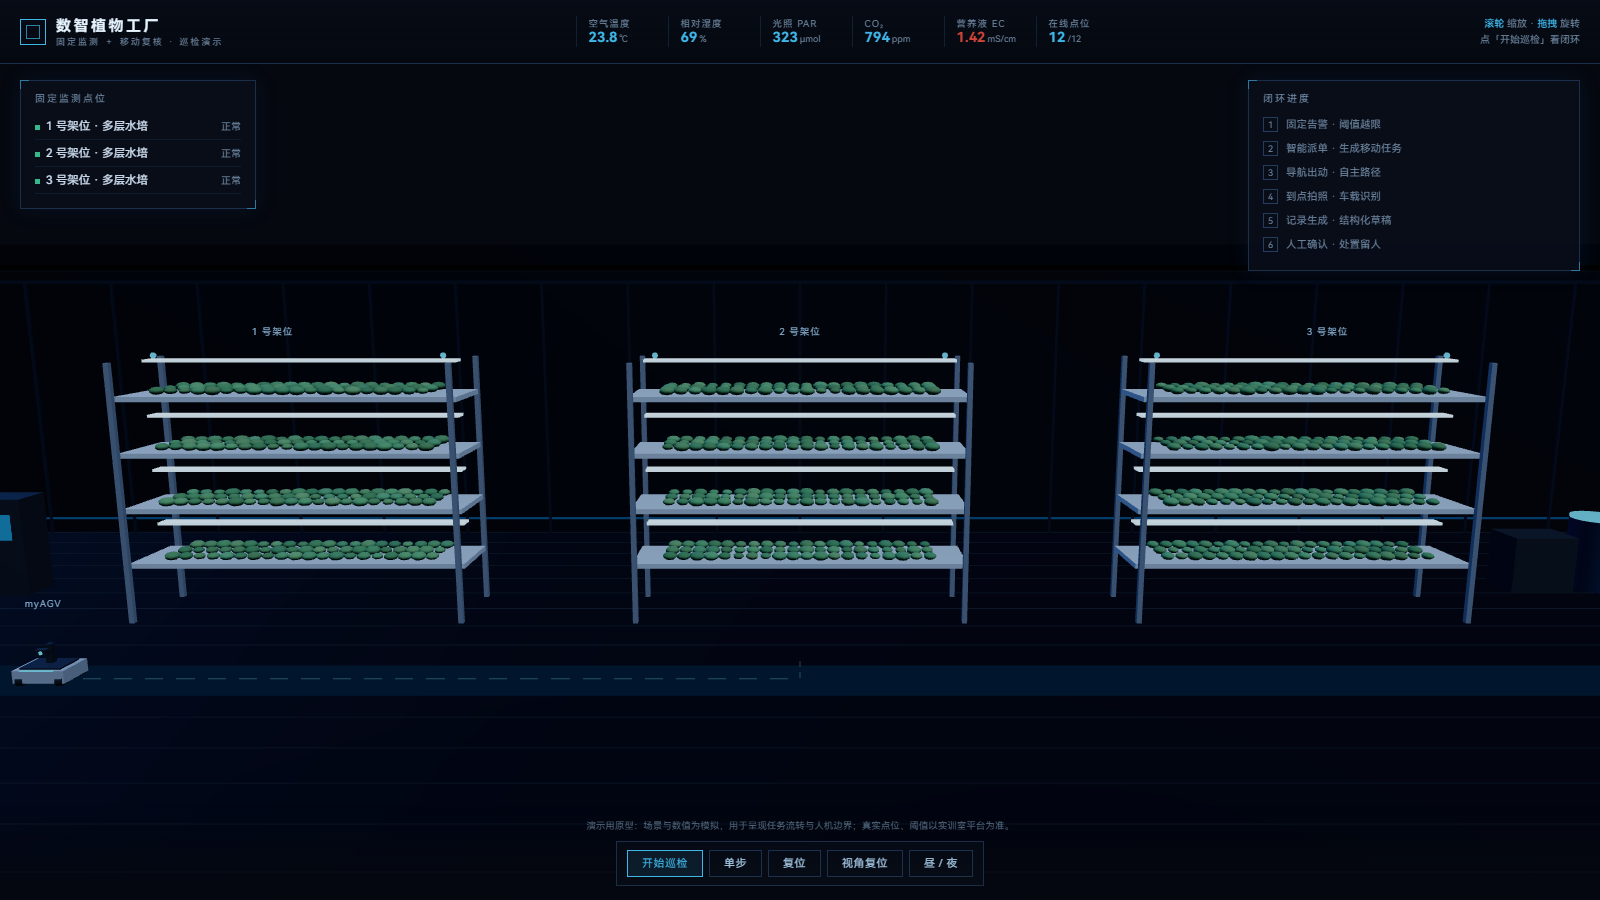 数智植物工厂
固定监测 + 移动复核 · 巡检演示
空气温度
23.8 ℃
相对湿度
69 %
光照 PAR
323 μmol
CO₂
794 ppm
营养液 EC
1.42 mS/cm
在线点位
12 /12
滚轮 缩放 · 拖拽 旋转
点「开始巡检」看闭环
固定监测点位
1 号架位 · 多层水培 正常
2 号架位 · 多层水培 正常
3 号架位 · 多层水培 正常
闭环进度
1 固定告警 · 阈值越限
2 智能派单 · 生成移动任务
3 导航出动 · 自主路径
4 到点拍照 · 车载识别
5 记录生成 · 结构化草稿
6 人工确认 · 处置留人
1 号架位
2 号架位
3 号架位
myAGV
演示用原型：场景与数值为模拟，用于呈现任务流转与人机边界；真实点位、阈值以实训室平台为准。
开始巡检 单步 复位 视角复位 昼 / 夜